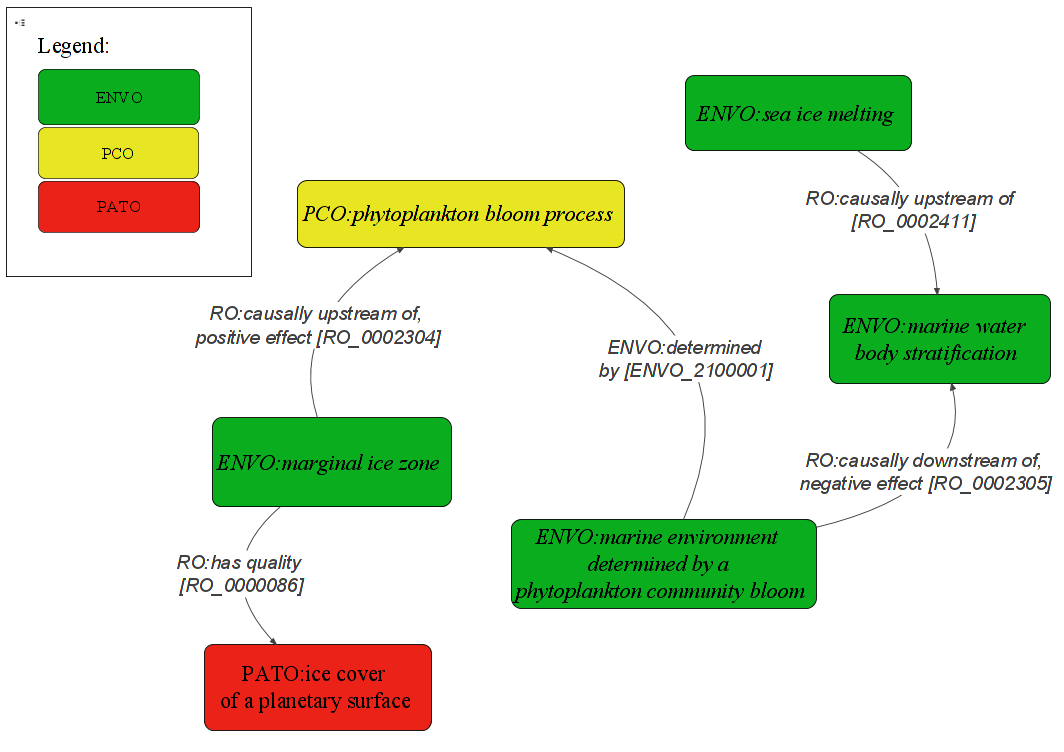 Legend:
ENVO
PCO
PATO
ENVO:sea ice melting
RO:causally upstream of
[RO_0002411]
PCO:phytoplankton bloom process
RO:causally upstream of,
positive effect [RO_0002304]
ENVO:determined
by [ENVO_2100001]
ENVO:marine water
body stratification
ENVO:marginal ice zone
RO:causally downstream of,
negative effect [RO_0002305]
ENVO:marine environment
determined by a
phytoplankton community bloom
RO:has quality
[RO_0000086]
PATO:ice cover
of a planetary surface